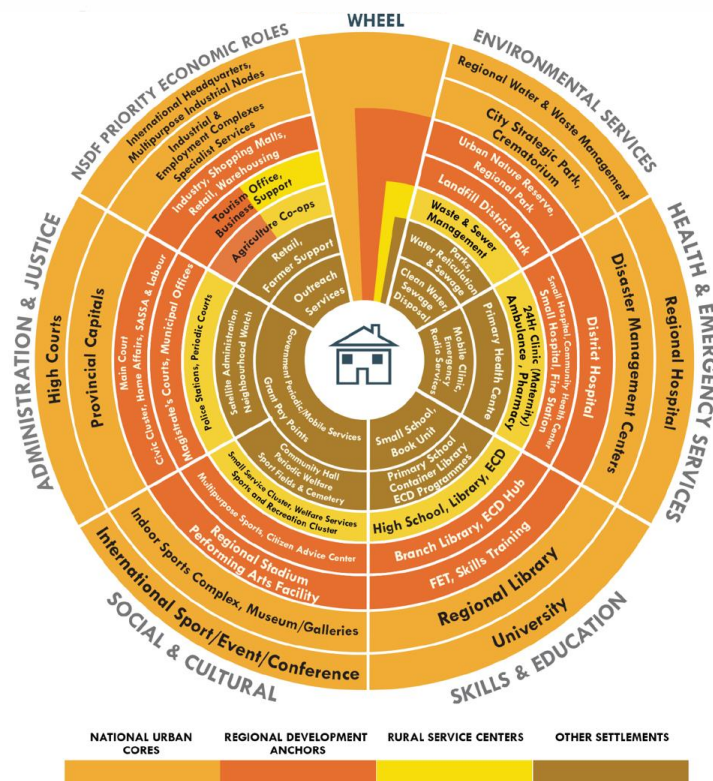 WHEEL
NSDF PRIORITY ECONOMIC ROLES
International Headquarters,
Multipurpose Industrial Nodes
Industrial &
Employment Complexes
Specialist Services
Industry, Shopping Malls,
Retail, Warehousing
Tourism Office,
Business Support
Agriculture Co-ops
Retail,
Farmer Support
Outreach
Services
ENVIRONMENTAL SERVICES
Regional Water & Waste Management
City Strategic Park,
Crematorium
Urban Nature Reserve,
Regional Park
Landfill District Park
Waste & Sewer
Management
Parks,
Water Reticulation
& Sewage
Clean Water,
Sewage
Disposal
HEALTH & EMERGENCY SERVICES
Regional Hospital
Disaster Management Centers
District Hospital
Small Hospital, Community Health Center
Small Hospital, Fire Station
24Hr Clinic (Maternity)
Ambulance , Pharmacy
Primary Health Centre
Mobile Clinic,
Emergency
Radio Services
SKILLS & EDUCATION
University
Regional Library
FET, Skills Training
Branch Library, ECD Hub
High School, Library, ECD
Primary School
Container Library
ECD Programmes
Small School,
Book Unit
SOCIAL & CULTURAL
International Sport/Event/Conference
Indoor Sports Complex, Museum/Galleries
Regional Stadium
Performing Arts Facility
Multipurpose Sports, Citizen Advice Center
Small Service Cluster, Welfare Services
Sports and Recreation Cluster
Community Hall
Periodic Welfare
Sport Fields & Cemetery
ADMINISTRATION & JUSTICE
High Courts
Provincial Capitals
Main Court
Civic Cluster, Home Affairs, SASSA & Labour
Magistrate's Courts, Municipal Offices
Police Stations, Periodic Courts
Satellite Administration
Neighbourhood Watch
Government Periodic/Mobile Services
Grant Pay Points
NATIONAL URBAN
CORES
REGIONAL DEVELOPMENT
ANCHORS
RURAL SERVICE CENTERS
OTHER SETTLEMENTS